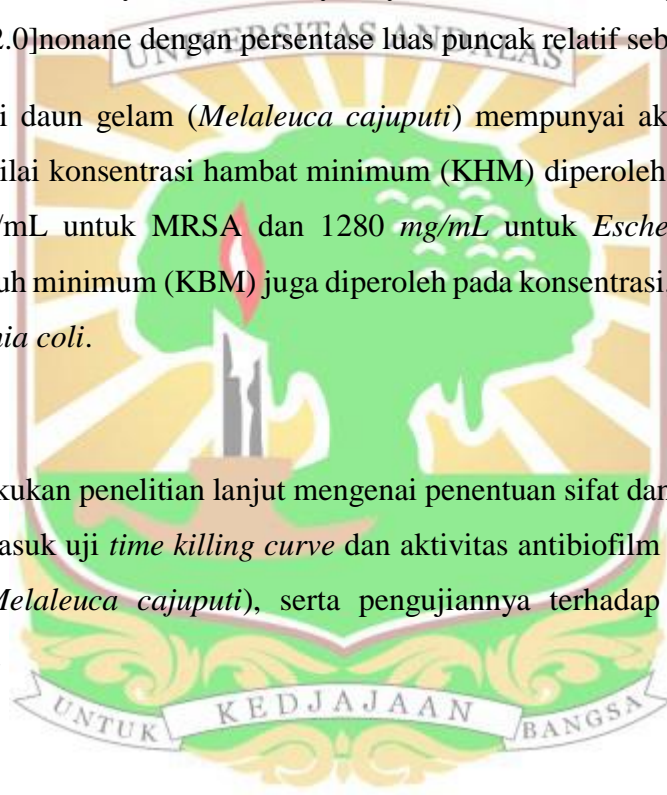 2.0]nonane dengan persentase luas puncak relatif seb
UNIVERSITAS ANDALAS
i daun gelam (Melaleuca cajuputi) mempunyai ak
ilai konsentrasi hambat minimum (KHM) diperoleh
/mL untuk MRSA dan 1280 mg/mL untuk Esche
uh minimum (KBM) juga diperoleh pada konsentrasi
nia coli.
kukan penelitian lanjut mengenai penentuan sifat dan
asuk uji time killing curve dan aktivitas antibiofilm
Melaleuca cajuputi), serta pengujiannya terhadap
UNTUK KEDJAJAAN BANGSA